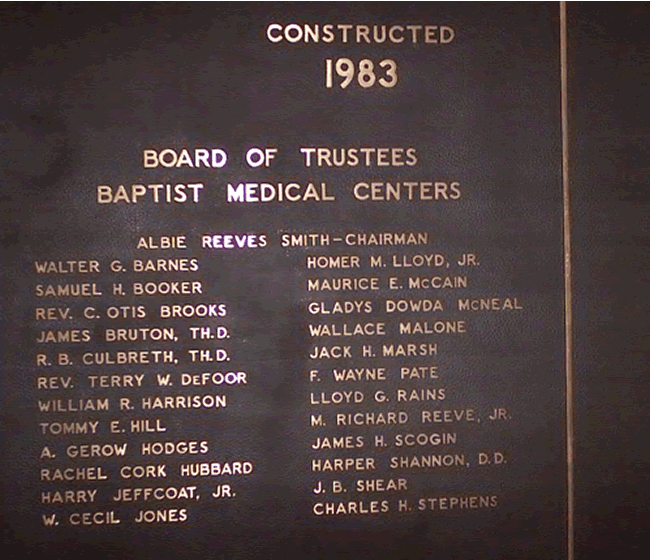 CONSTRUCTED
1983
BOARD OF TRUSTEES
BAPTIST MEDICAL CENTERS
ALBIE REEVES SMITH-CHAIRMAN
WALTER G. BARNES
SAMUEL H. BOOKER
REV. C. OTIS BROOKS
JAMES BRUTON, TH.D.
R. B. CULBRETH, TH.D.
REV. TERRY W. DeFOOR
WILLIAM R. HARRISON
TOMMY E. HILL
A. GEROW HODGES
RACHEL CORK HUBBARD
HARRY JEFFCOAT, JR.
W. CECIL JONES
HOMER M. LLOYD, JR.
MAURICE E. McCAIN
GLADYS DOWDA McNEAL
WALLACE MALONE
JACK H. MARSH
F. WAYNE PATE
LLOYD G. RAINS
M. RICHARD REEVE, JR.
JAMES H. SCOGIN
HARPER SHANNON, D.D.
J. B. SHEAR
CHARLES H. STEPHENS